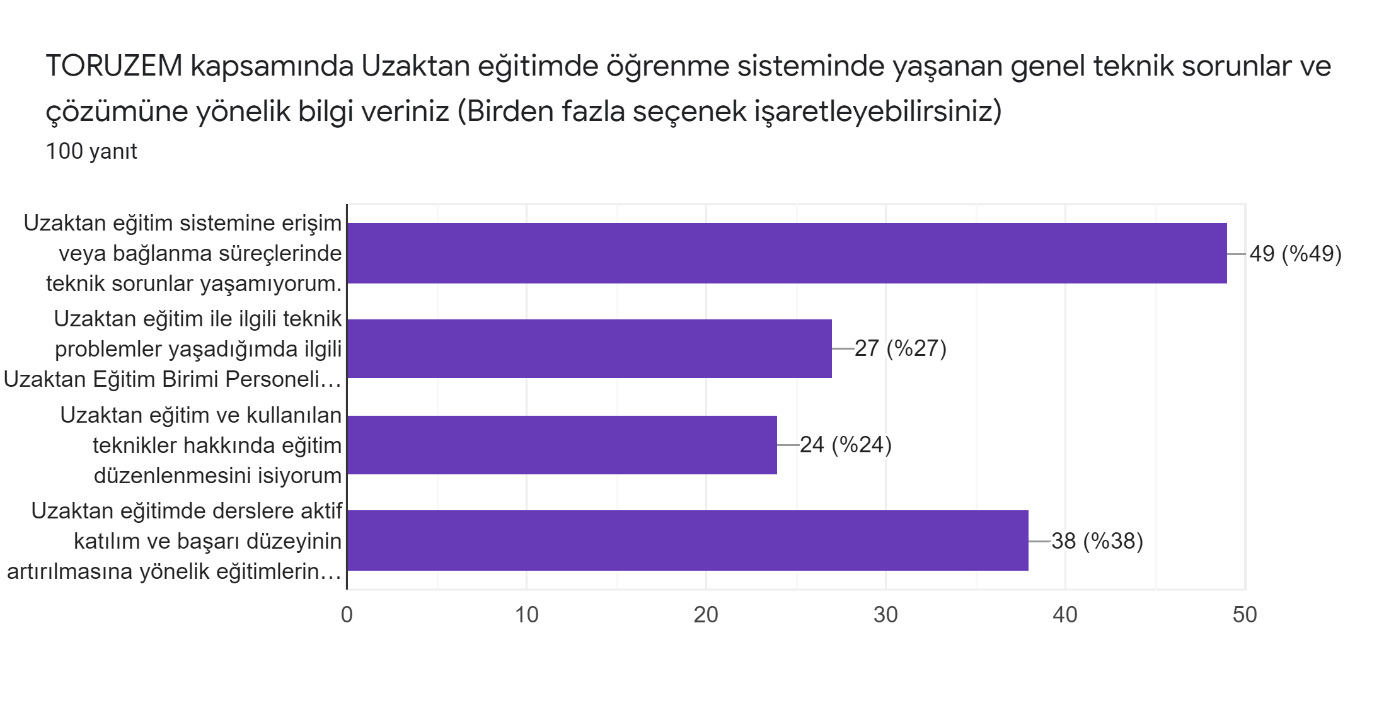 TORUZEM kapsamında Uzaktan eğitimde öğrenme sisteminde yaşanan genel teknik sorunlar ve
çözümüne yönelik bilgi veriniz (Birden fazla seçenek işaretleyebilirsiniz)
100 yanıt
Uzaktan eğitim sistemine erişim
veya bağlanma süreçlerinde
teknik sorunlar yaşamıyorum.
49 (%49)
Uzaktan eğitim ile ilgili teknik
problemler yaşadığımda ilgili
Uzaktan Eğitim Birimi Personeli…
27 (%27)
Uzaktan eğitim ve kullanılan
teknikler hakkında eğitim
düzenlenmesini isiyorum
24 (%24)
Uzaktan eğitimde derslere aktif
katılım ve başarı düzeyinin
artırılmasına yönelik eğitimlerin…
38 (%38)
0 10 20 30 40 50